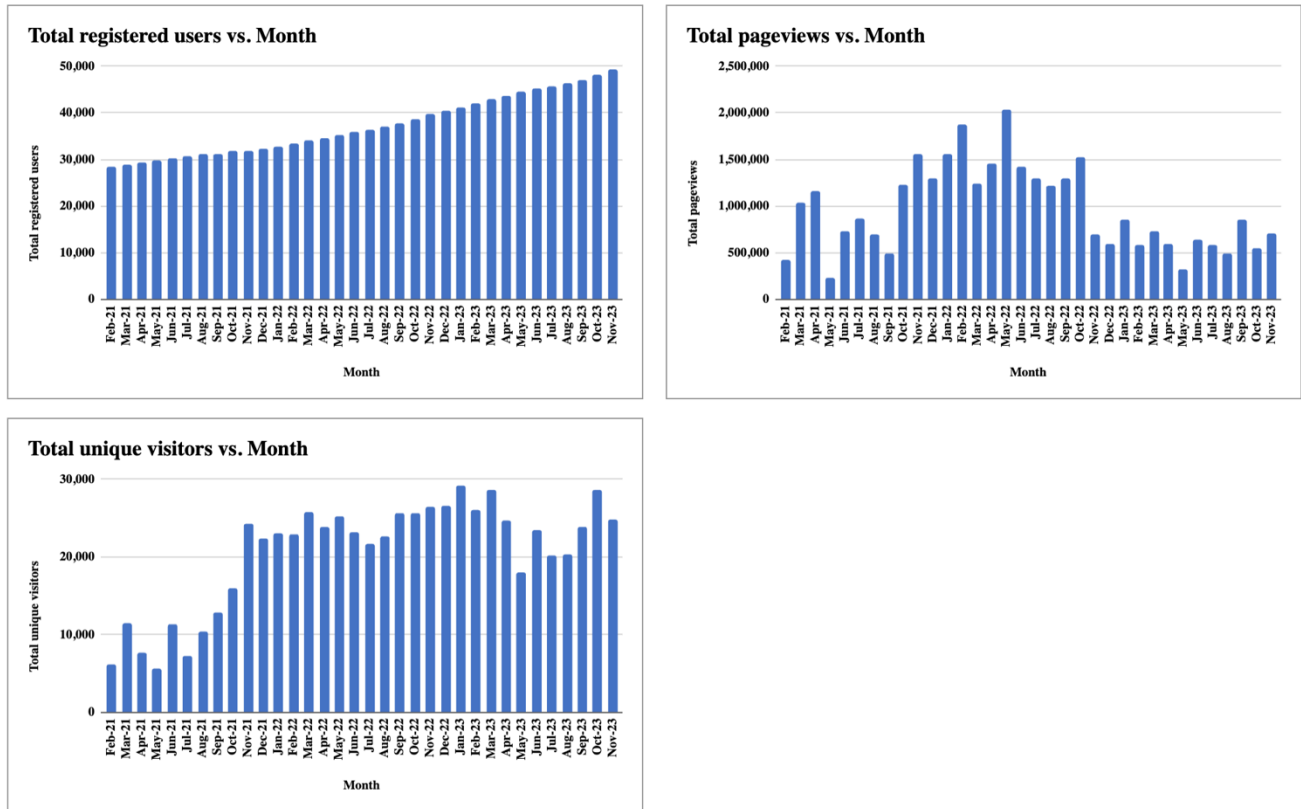 Total registered users vs. Month
Total registered users
50,000
40,000
30,000
20,000
10,000
0
Feb-21
Mar-21
Apr-21
May-21
Jun-21
Jul-21
Aug-21
Sep-21
Oct-21
Nov-21
Dec-21
Jan-22
Feb-22
Mar-22
Apr-22
May-22
Jun-22
Jul-22
Aug-22
Sep-22
Oct-22
Nov-22
Dec-22
Jan-23
Feb-23
Mar-23
Apr-23
May-23
Jun-23
Jul-23
Aug-23
Sep-23
Oct-23
Nov-23
Month
Total pageviews vs. Month
Total pageviews
2,500,000
2,000,000
1,500,000
1,000,000
500,000
0
Feb-21
Mar-21
Apr-21
May-21
Jun-21
Jul-21
Aug-21
Sep-21
Oct-21
Nov-21
Dec-21
Jan-22
Feb-22
Mar-22
Apr-22
May-22
Jun-22
Jul-22
Aug-22
Sep-22
Oct-22
Nov-22
Dec-22
Jan-23
Feb-23
Mar-23
Apr-23
May-23
Jun-23
Jul-23
Aug-23
Sep-23
Oct-23
Nov-23
Month
Total unique visitors vs. Month
Total unique visitors
30,000
20,000
10,000
0
Feb-21
Mar-21
Apr-21
May-21
Jun-21
Jul-21
Aug-21
Sep-21
Oct-21
Nov-21
Dec-21
Jan-22
Feb-22
Mar-22
Apr-22
May-22
Jun-22
Jul-22
Aug-22
Sep-22
Oct-22
Nov-22
Dec-22
Jan-23
Feb-23
Mar-23
Apr-23
May-23
Jun-23
Jul-23
Aug-23
Sep-23
Oct-23
Nov-23
Month